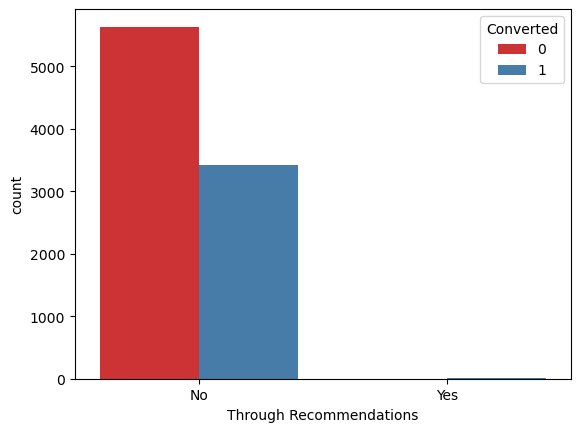 Converted
0
1
5000
4000
3000
2000
1000
0
count
No
Yes
Through Recommendations